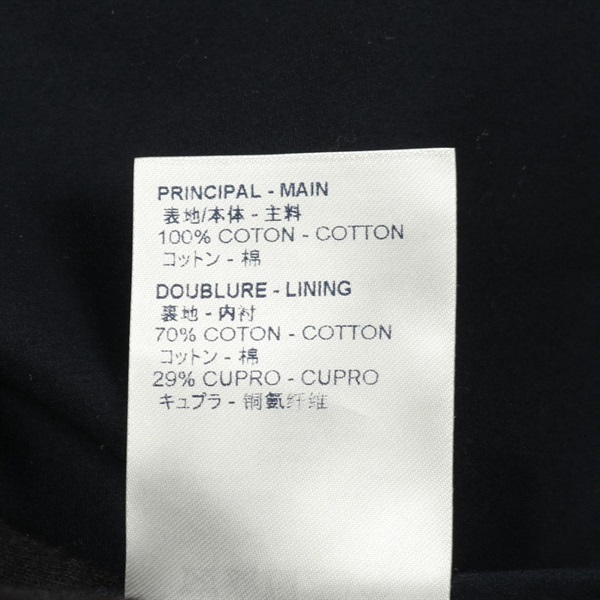 PRINCIPAL - MAIN
表地/本体 - 主料
100% COTON - COTTON
コットン - 棉
DOUBLURE - LINING
裏地 - 内衬
70% COTON - COTTON
コットン - 棉
29% CUPRO - CUPRO
キュプラ - 铜氨纤维